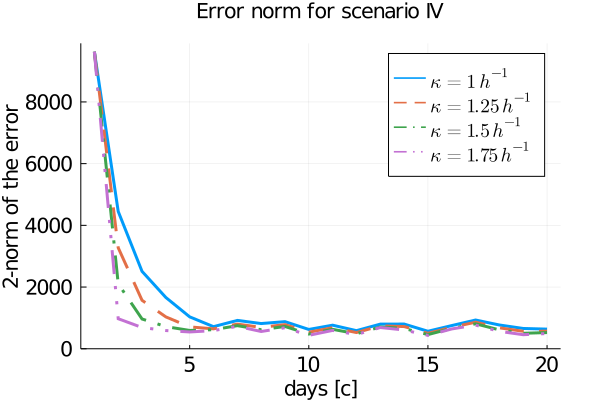 Error norm for scenario IV
2-norm of the error
8000
6000
4000
2000
0
κ = 1 h⁻¹
κ = 1.25 h⁻¹
κ = 1.5 h⁻¹
κ = 1.75 h⁻¹
5 10 15 20
days [c]